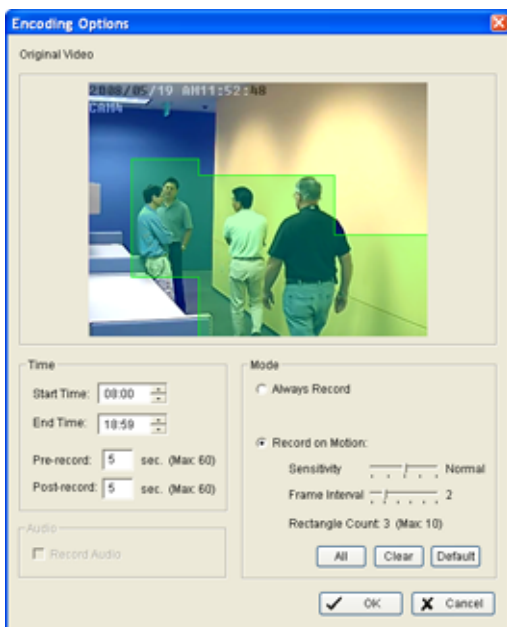 Encoding Options
Original Video
2008/05/19 AM11:52:48
CAM4
Time
Start Time: 08:00
End Time: 18:59
Pre-record: 5 sec. (Max: 60)
Post-record: 5 sec. (Max: 60)
Audio
Record Audio
Mode
Always Record
Record on Motion:
Sensitivity Normal
Frame Interval 2
Rectangle Count: 3 (Max: 10)
All Clear Default
OK Cancel